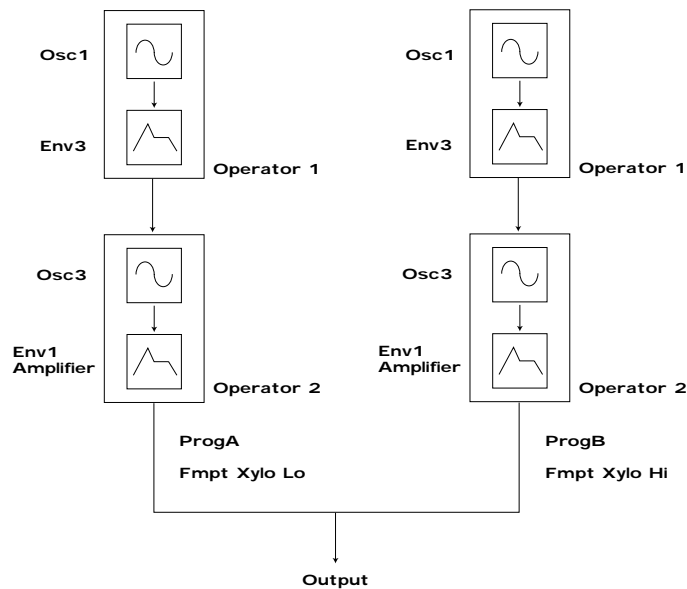 Osc1
Env3
Operator 1
Osc3
Env1
Amplifier
Operator 2
ProgA
Fmpt Xylo Lo
Osc1
Env3
Operator 1
Osc3
Env1
Amplifier
Operator 2
ProgB
Fmpt Xylo Hi
Output